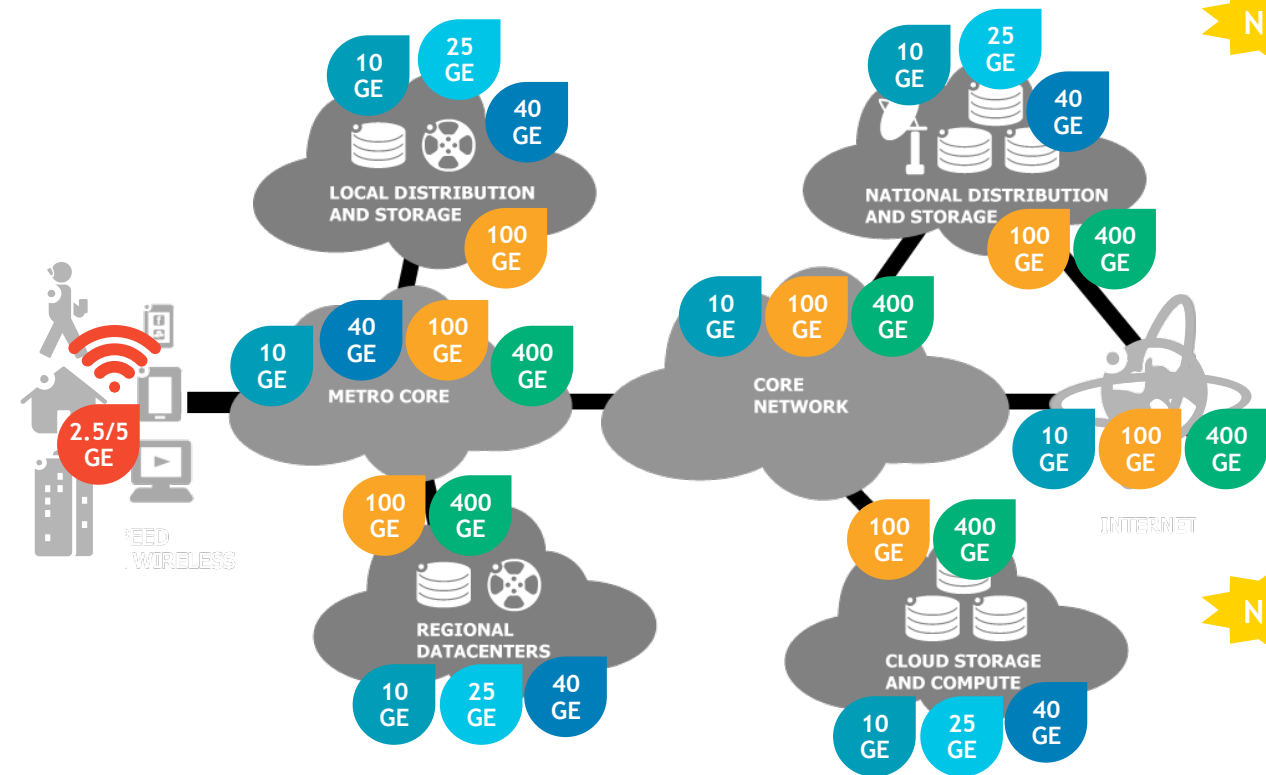 10
GE
25
GE
40
GE
LOCAL DISTRIBUTION
AND STORAGE
100
GE
10
GE
25
GE
40
GE
NATIONAL DISTRIBUTION
AND STORAGE
100
GE
400
GE
N
10
GE
40
GE
100
GE
400
GE
METRO CORE
10
GE
100
GE
400
GE
CORE
NETWORK
2.5/5
GE
EED
WIRELESS
10
GE
100
GE
400
GE
INTERNET
100
GE
400
GE
REGIONAL
DATACENTERS
10
GE
25
GE
40
GE
100
GE
400
GE
CLOUD STORAGE
AND COMPUTE
10
GE
25
GE
40
GE
N